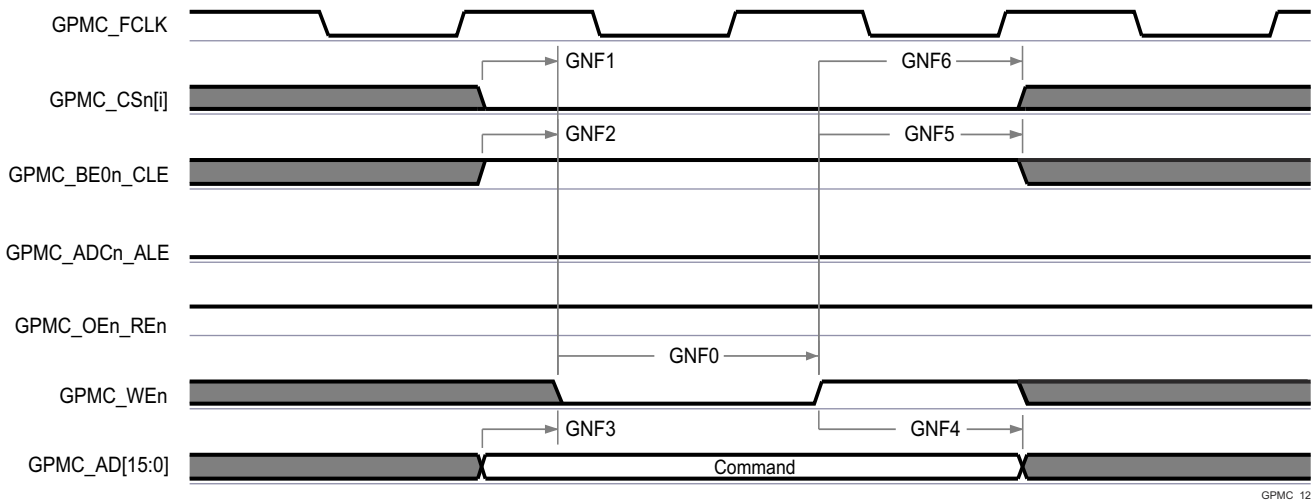 GPMC_FCLK
GNF1
GNF6
GPMC_CSn[i]
GNF2
GNF5
GPMC_BE0n_CLE
GPMC_ADCn_ALE
GPMC_OEn_REn
GNF0
GPMC_WEn
GNF3
GNF4
GPMC_AD[15:0]
Command
GPMC_12